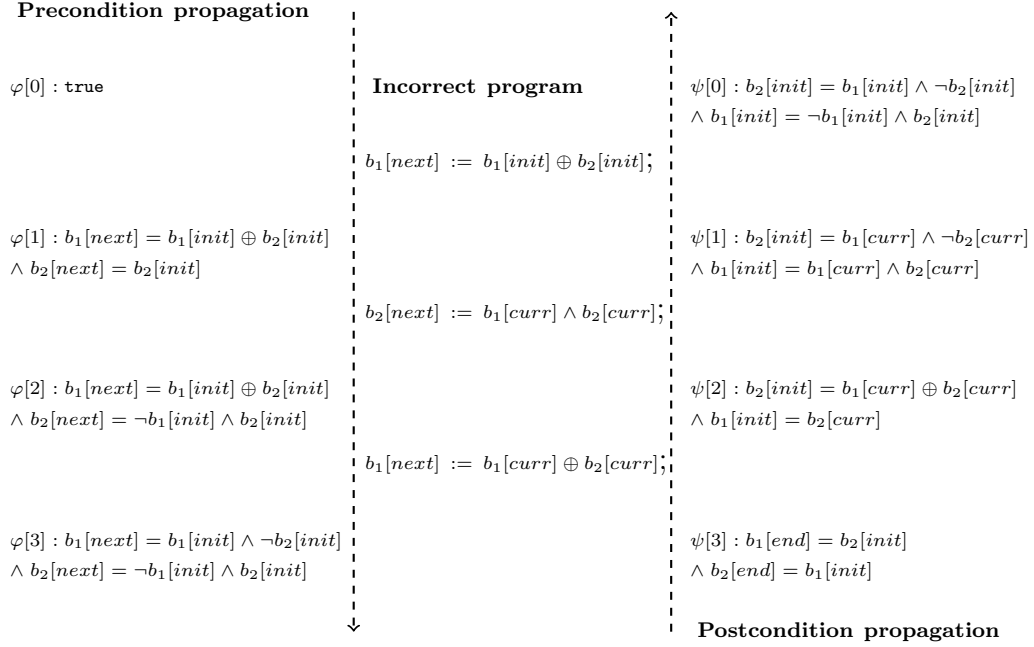 Precondition propagation
φ[0] : true
φ[1] : b₁[next] = b₁[init] ⊕ b₂[init]
∧ b₂[next] = b₂[init]
φ[2] : b₁[next] = b₁[init] ⊕ b₂[init]
∧ b₂[next] = ¬b₁[init] ∧ b₂[init]
φ[3] : b₁[next] = b₁[init] ∧ ¬b₂[init]
∧ b₂[next] = ¬b₁[init] ∧ b₂[init]
Incorrect program
b₁[next] := b₁[init] ⊕ b₂[init];
b₂[next] := b₁[curr] ∧ b₂[curr];
b₁[next] := b₁[curr] ⊕ b₂[curr];
ψ[0] : b₂[init] = b₁[init] ∧ ¬b₂[init]
∧ b₁[init] = ¬b₁[init] ∧ b₂[init]
ψ[1] : b₂[init] = b₁[curr] ∧ ¬b₂[curr]
∧ b₁[init] = b₁[curr] ∧ b₂[curr]
ψ[2] : b₂[init] = b₁[curr] ⊕ b₂[curr]
∧ b₁[init] = b₂[curr]
ψ[3] : b₁[end] = b₂[init]
∧ b₂[end] = b₁[init]
Postcondition propagation